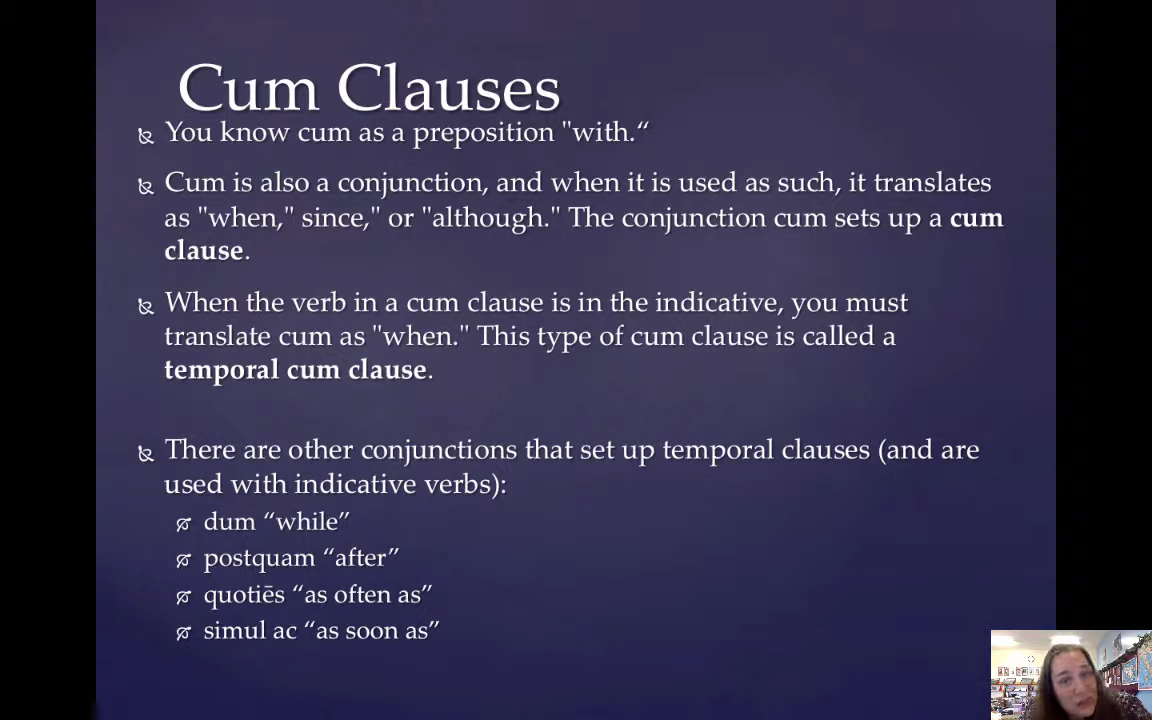 Cum Clauses
You know cum as a preposition "with.“
Cum is also a conjunction, and when it is used as such, it translates
as "when," since," or "although." The conjunction cum sets up a cum
clause.
When the verb in a cum clause is in the indicative, you must
translate cum as "when." This type of cum clause is called a
temporal cum clause.
There are other conjunctions that set up temporal clauses (and are
used with indicative verbs):
dum “while”
postquam “after”
quotiēs “as often as”
simul ac “as soon as”